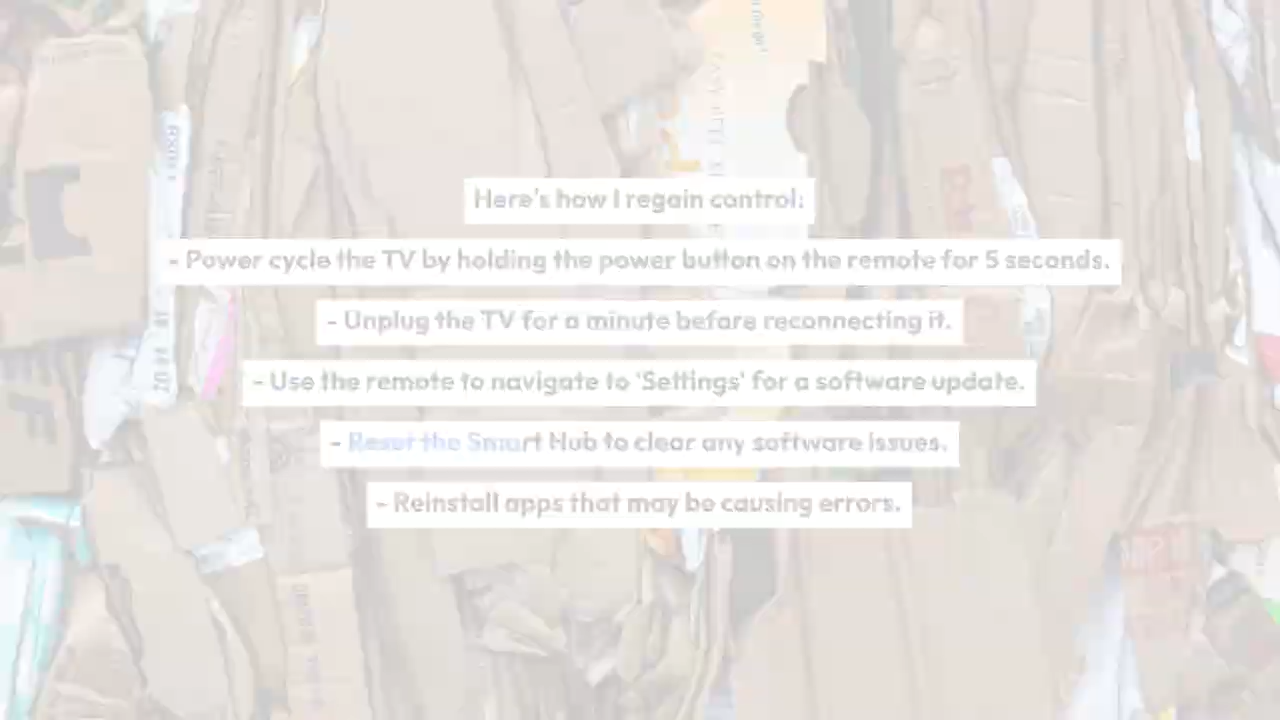 Here's how I regain control:
- Power cycle the TV by holding the power button on the remote for 5 seconds.
- Unplug the TV for a minute before reconnecting it.
- Use the remote to navigate to 'Settings' for a software update.
- Reset the Smart Hub to clear any software issues.
- Reinstall apps that may be causing errors.